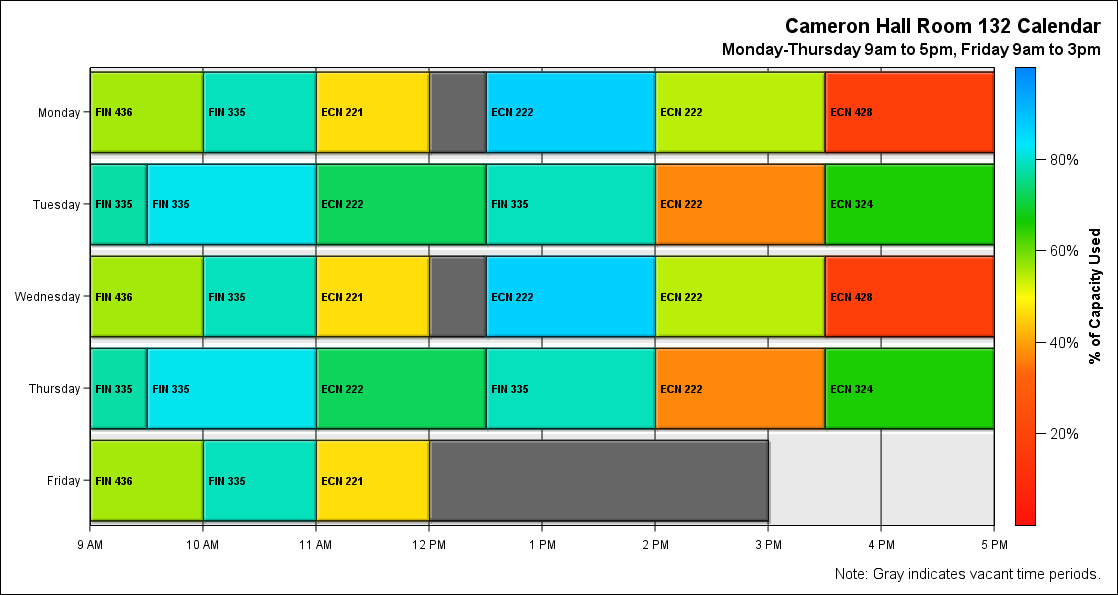 Cameron Hall Room 132 Calendar
Monday-Thursday 9am to 5pm, Friday 9am to 3pm
Monday FIN 436 FIN 335 ECN 221 ECN 222 ECN 222 ECN 428
Tuesday FIN 335 FIN 335 ECN 222 FIN 335 ECN 222 ECN 324
Wednesday FIN 436 FIN 335 ECN 221 ECN 222 ECN 222 ECN 428
Thursday FIN 335 FIN 335 ECN 222 FIN 335 ECN 222 ECN 324
Friday FIN 436 FIN 335 ECN 221
9 AM 10 AM 11 AM 12 PM 1 PM 2 PM 3 PM 4 PM 5 PM
80%
60%
40%
20%
% of Capacity Used
Note: Gray indicates vacant time periods.